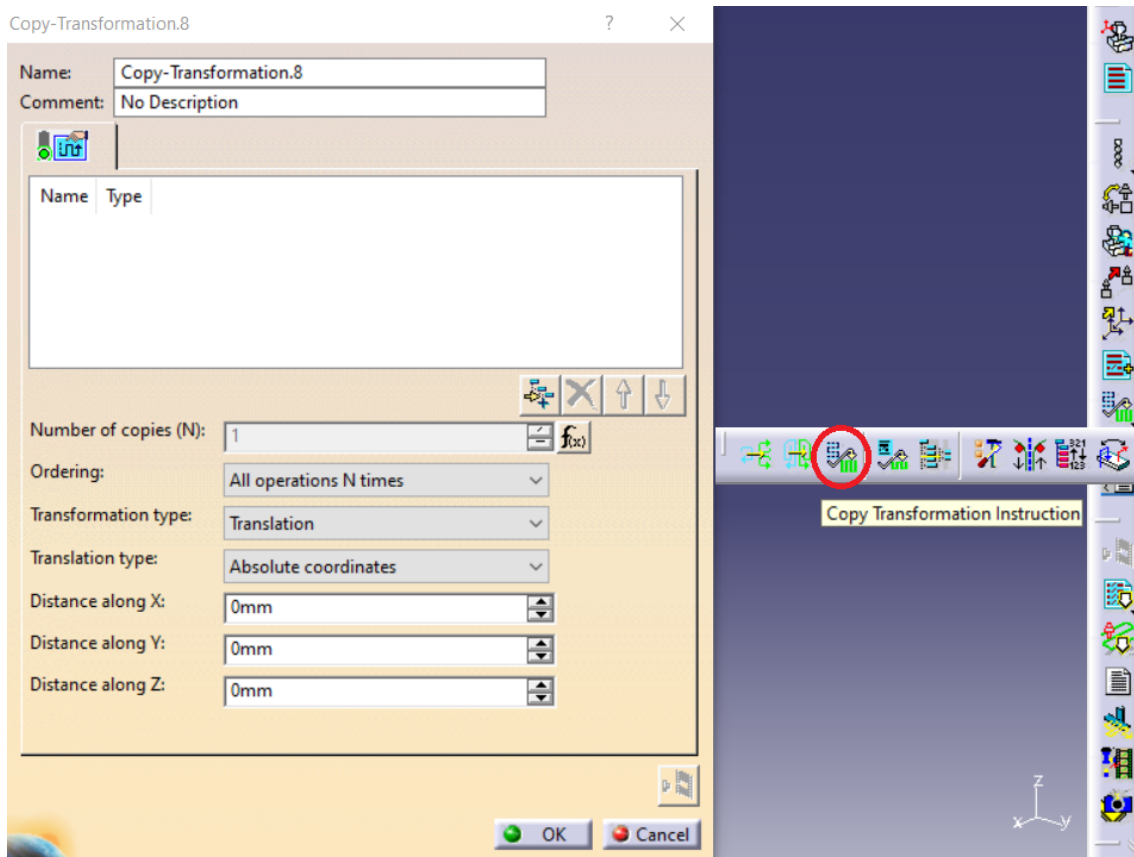 Copy-Transformation.8 ?
Name: Copy-Transformation.8
Comment: No Description
Name Type
Number of copies (N): 1 f(x)
Ordering: All operations N times
Transformation type: Translation
Translation type: Absolute coordinates
Distance along X: 0mm
Distance along Y: 0mm
Distance along Z: 0mm
OK Cancel
321
123
Copy Transformation Instruction
z
x y